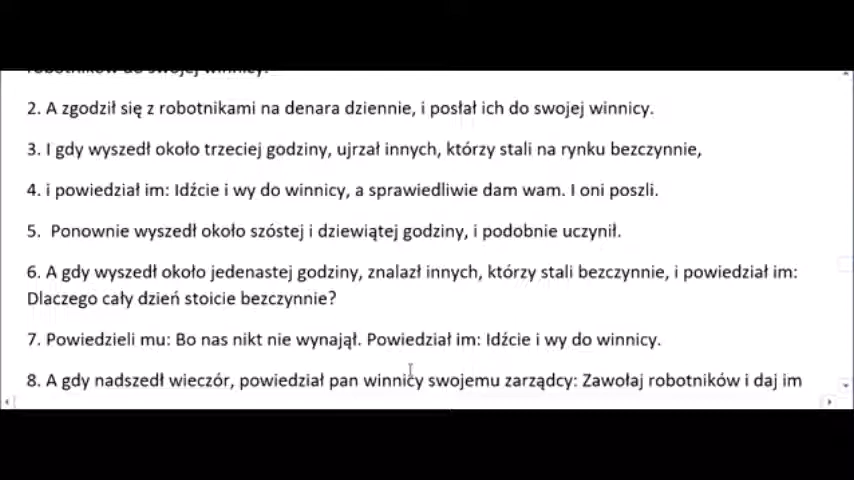 robotników do swojej winnicy.
2. A zgodził się z robotnikami na denara dziennie, i posłał ich do swojej winnicy.
3. I gdy wyszedł około trzeciej godziny, ujrzał innych, którzy stali na rynku bezczynnie,
4. i powiedział im: Idźcie i wy do winnicy, a sprawiedliwie dam wam. I oni poszli.
5.  Ponownie wyszedł około szóstej i dziewiątej godziny, i podobnie uczynił.
6. A gdy wyszedł około jedenastej godziny, znalazł innych, którzy stali bezczynnie, i powiedział im:
Dlaczego cały dzień stoicie bezczynnie?
7. Powiedzieli mu: Bo nas nikt nie wynajął. Powiedział im: Idźcie i wy do winnicy.
8. A gdy nadszedł wieczór, powiedział pan winnicy swojemu zarządcy: Zawołaj robotników i daj im